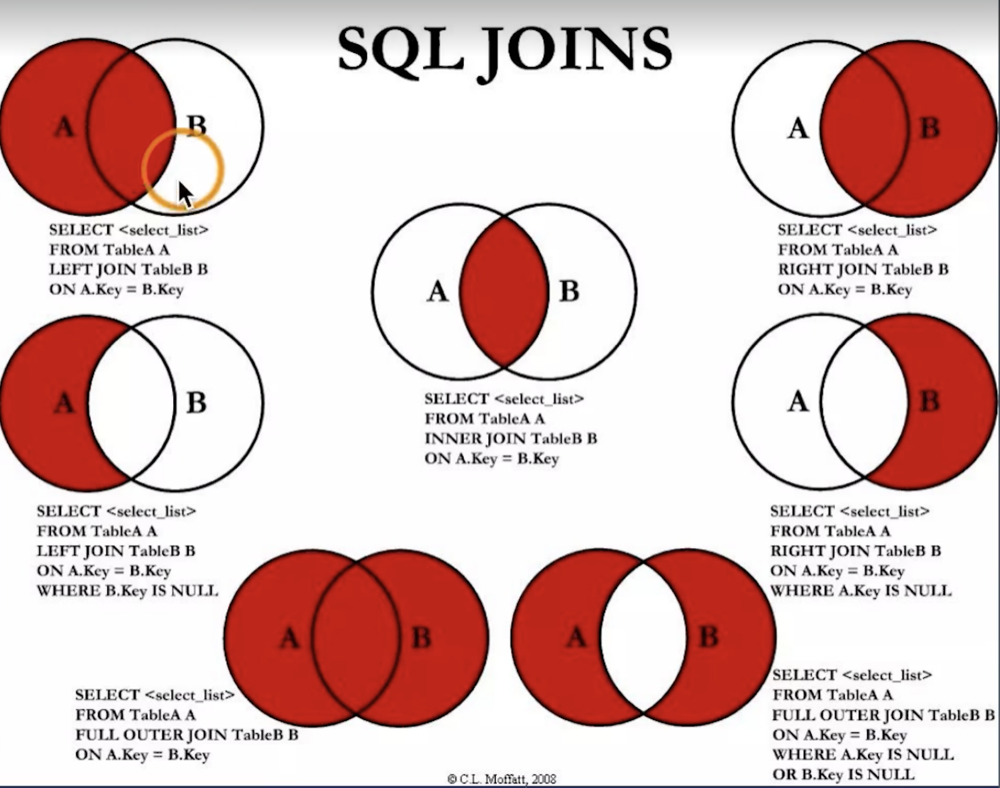 SQL JOINS
A B
SELECT <select_list>
FROM TableA A
LEFT JOIN TableB B
ON A.Key = B.Key
A B
SELECT <select_list>
FROM TableA A
RIGHT JOIN TableB B
ON A.Key = B.Key
A B
SELECT <select_list>
FROM TableA A
INNER JOIN TableB B
ON A.Key = B.Key
A B
SELECT <select_list>
FROM TableA A
LEFT JOIN TableB B
ON A.Key = B.Key
WHERE B.Key IS NULL
A B
SELECT <select_list>
FROM TableA A
RIGHT JOIN TableB B
ON A.Key = B.Key
WHERE A.Key IS NULL
A B
SELECT <select_list>
FROM TableA A
FULL OUTER JOIN TableB B
ON A.Key = B.Key
A B
SELECT <select_list>
FROM TableA A
FULL OUTER JOIN TableB B
ON A.Key = B.Key
WHERE A.Key IS NULL
OR B.Key IS NULL
© C.L. Moffatt, 2008